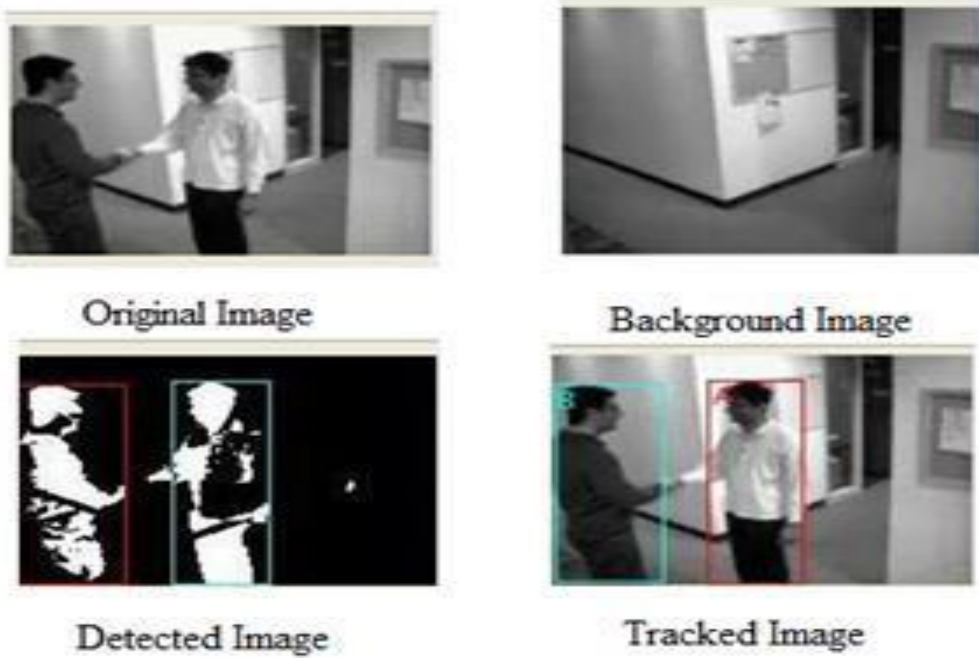 Original Image
Background Image
B
A
Detected Image
Tracked Image